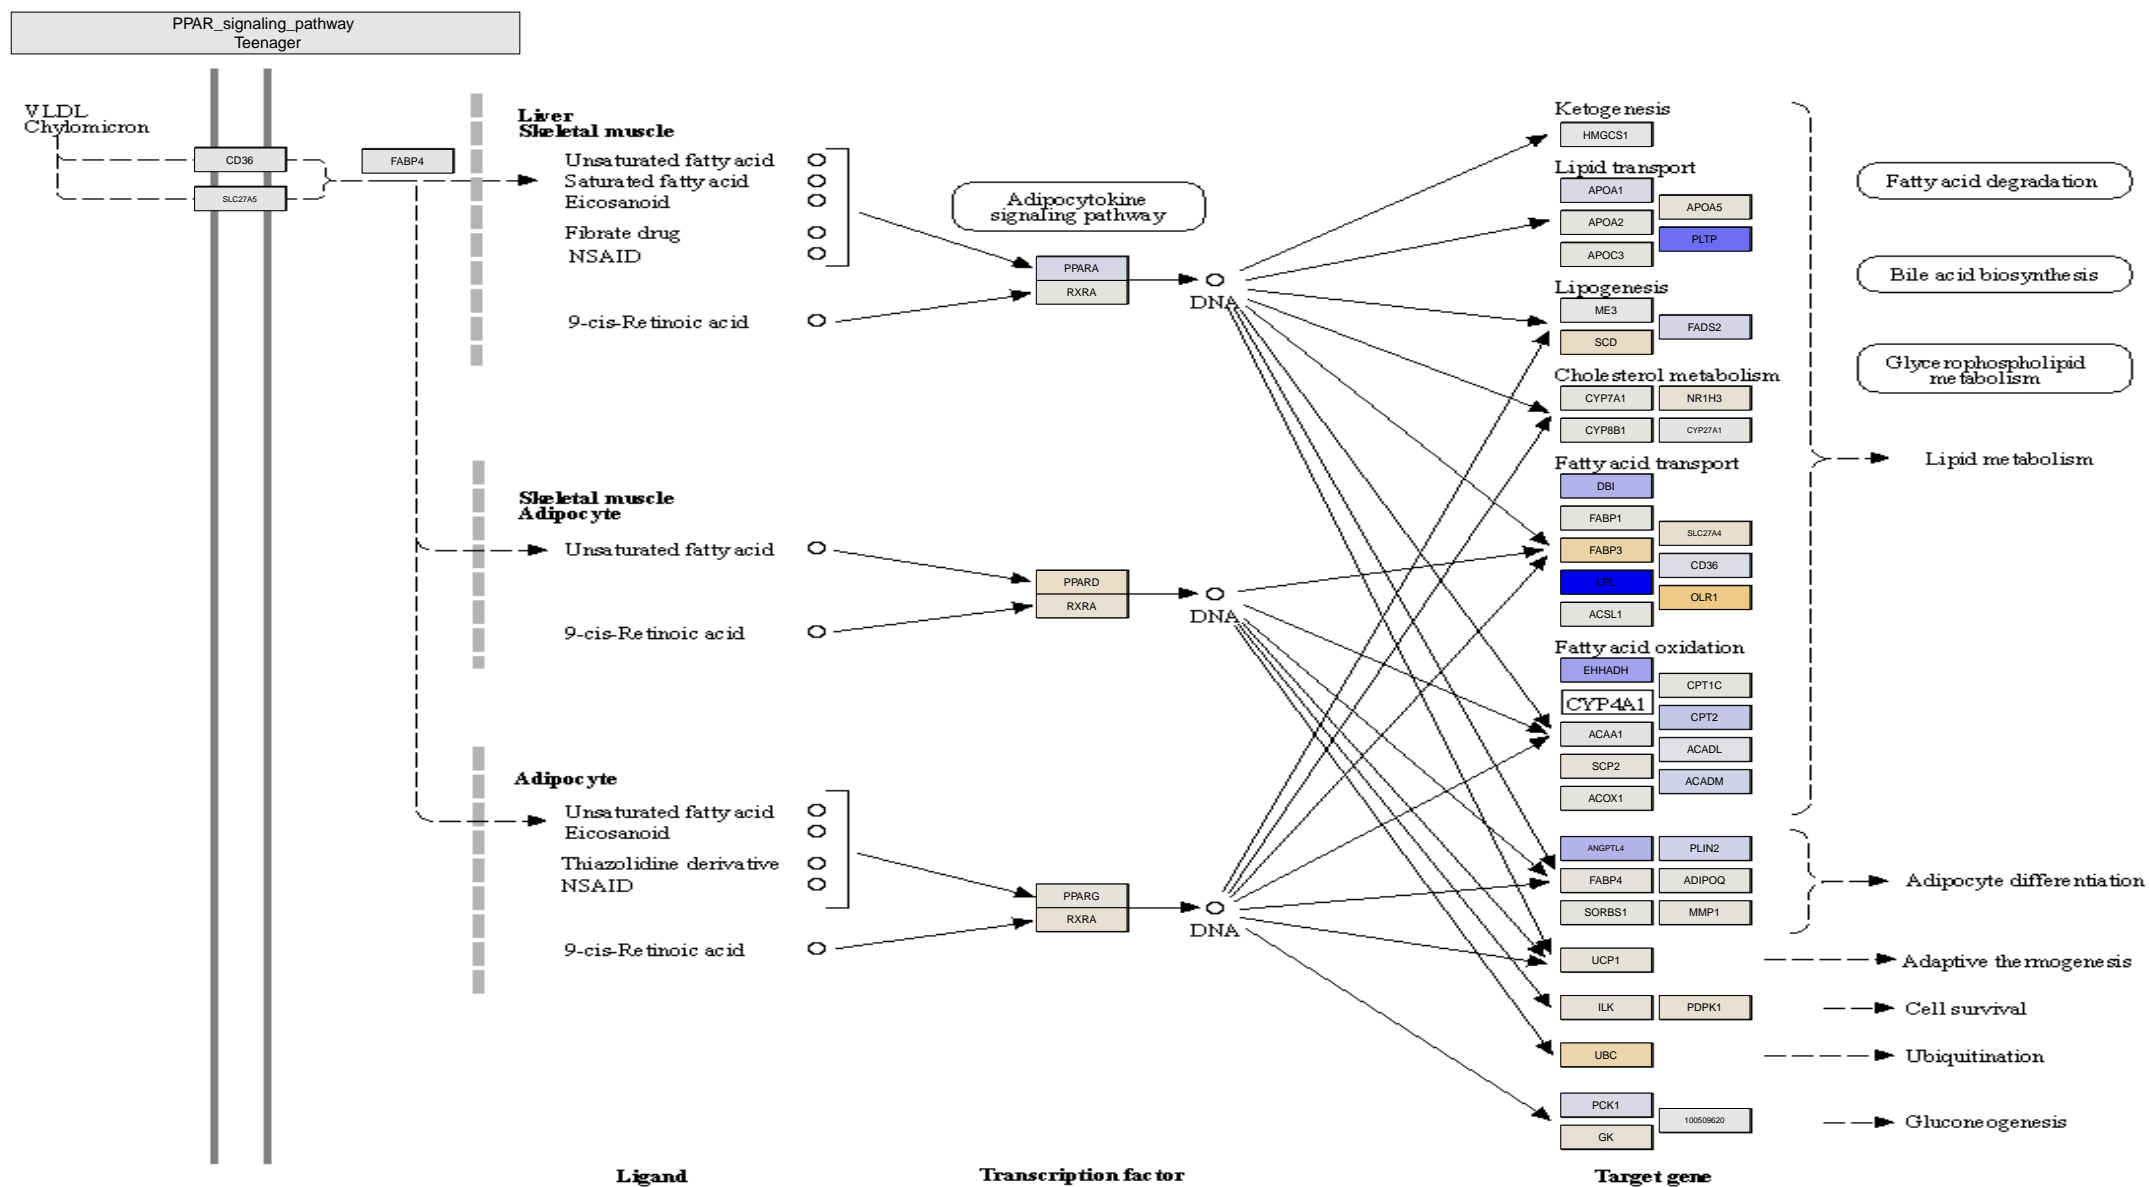 PPAR_signaling_pathway
Teenager
VLDL
Chylomicron
CD36
SLC27A5
FABP4
Liver
Skeletal muscle
Unsaturated fatty acid
Saturated fatty acid
Eicosanoid
Fibrate drug
NSAID
9-cis-Retinoic acid
Adipocytokine
signaling pathway
PPARA
RXRA
DNA
Skeletal muscle
Adipocyte
Unsaturated fatty acid
9-cis-Retinoic acid
PPARD
RXRA
DNA
Adipocyte
Unsaturated fatty acid
Eicosanoid
Thiazolidine derivative
NSAID
9-cis-Retinoic acid
PPARG
RXRA
DNA
Ketogenesis
HMGCS1
Lipid transport
APOA1
APOA5
APOA2
PLTP
APOC3
Lipogenesis
ME3
FADS2
SCD
Cholesterol metabolism
CYP7A1 NR1H3
CYP8B1 CYP27A1
Fatty acid transport
DBI
FABP1
SLC27A4
FABP3
CD36
LPL
OLR1
ACSL1
Fatty acid oxidation
EHHADH
CPT1C
CYP4A1
CPT2
ACAA1
ACADL
SCP2
ACADM
ACOX1
ANGPTL4 PLIN2
FABP4 ADIPOQ
SORBS1 MMP1
UCP1
ILK PDPK1
UBC
PCK1
100509620
GK
Fatty acid degradation
Bile acid biosynthesis
Glycerophospholipid
metabolism
Lipid metabolism
Adipocyte differentiation
Adaptive thermogenesis
Cell survival
Ubiquitination
Gluconeogenesis
Ligand
Transcription factor
Target gene